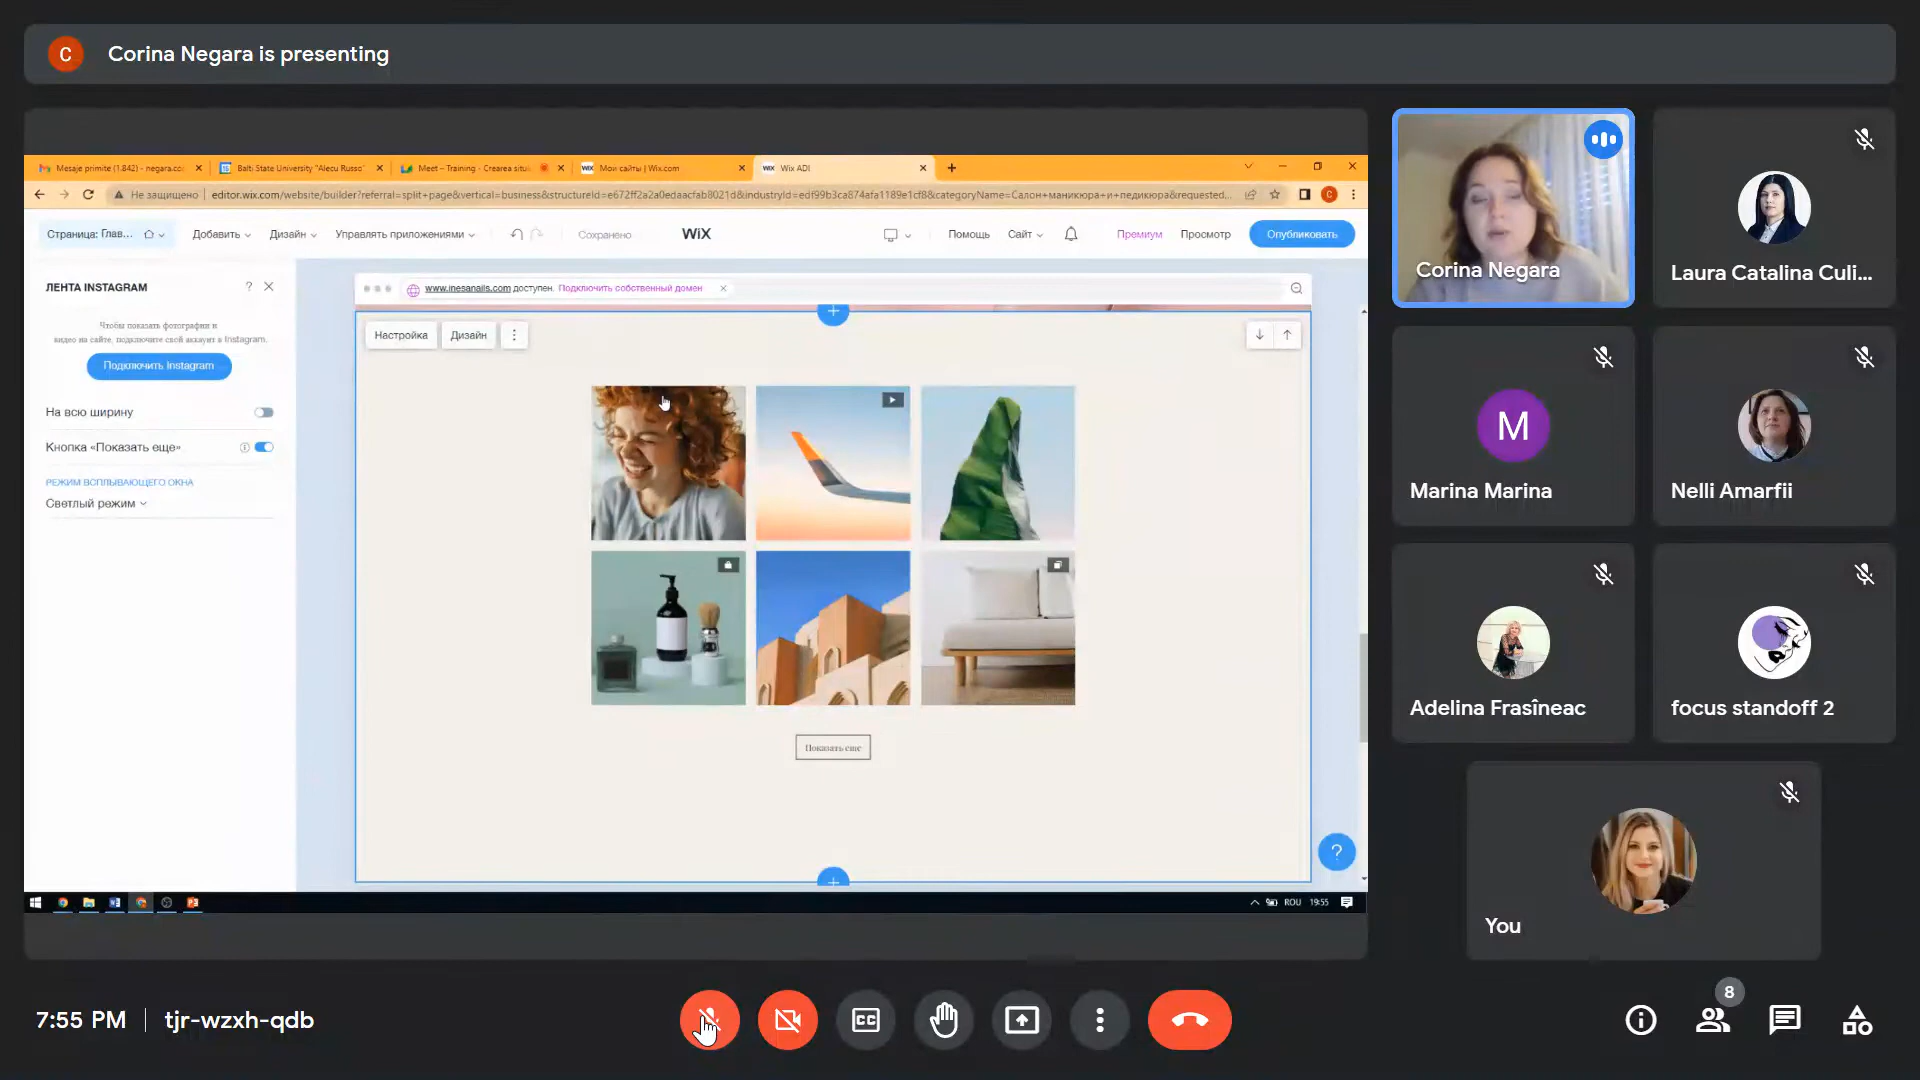 C
Corina Negara is presenting
Mesaje primite (1.842) - negara.co
Balti State University "Alecu Russo"
Meet – Training - Crearea situ
WIX Мои сайты | Wix.com
WIX Wix ADI
Не защищено
editor.wix.com/website/builder?referral=split+page&vertical=business&structureId=e672ff2a2a0edaacfab8021d&industryId=edf99b3ca874afa1189e1cf8&categoryName=Салон+маникюра+и+педикюра&requested...
C
Страница: Глав...
Добавить
Дизайн
Управлять приложениями
Сохранено
WiX
Помощь
Сайт
Премиум
Просмотр
Опубликовать
ЛЕНТА INSTAGRAM
?
Чтобы показать фотографии и
видео на сайте, подключите свой аккаунт в Instagram.
Подключить Instagram
На всю ширину
Кнопка «Показать еще»
РЕЖИМ ВСПЛЫВАЮЩЕГО ОКНА
Светлый режим
www.inesanails.com доступен. Подключить собственный домен
Настройка
Дизайн
Показать еще
?
ROU
19:55
Corina Negara
Laura Catalina Culi...
M
Marina Marina
Nelli Amarfii
Adelina Frasîneac
focus standoff 2
You
7:55 PM
tjr-wzxh-qdb
CC
8